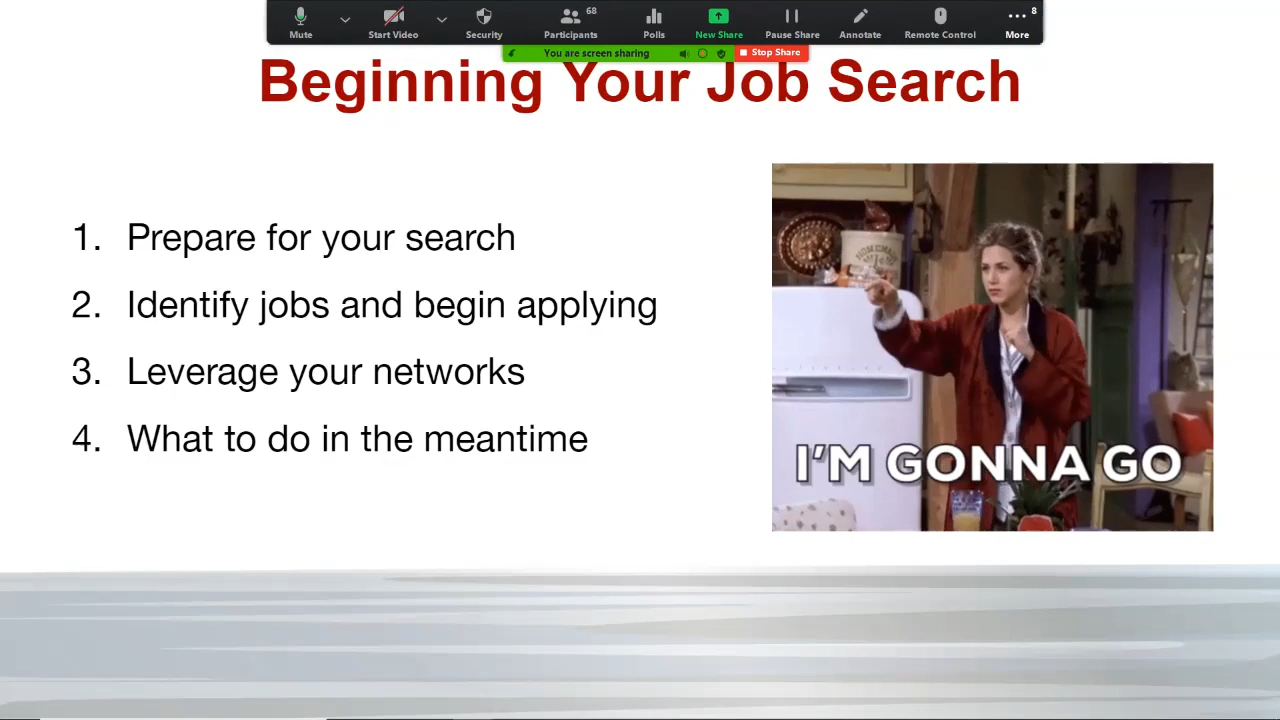 68
8
Mute
Start Video
Security
Participants
Polls
New Share
Pause Share
Annotate
Remote Control
More
You are screen sharing
Stop Share
Beginning Your Job Search
1. Prepare for your search
2. Identify jobs and begin applying
3. Leverage your networks
4. What to do in the meantime
I'M GONNA GO